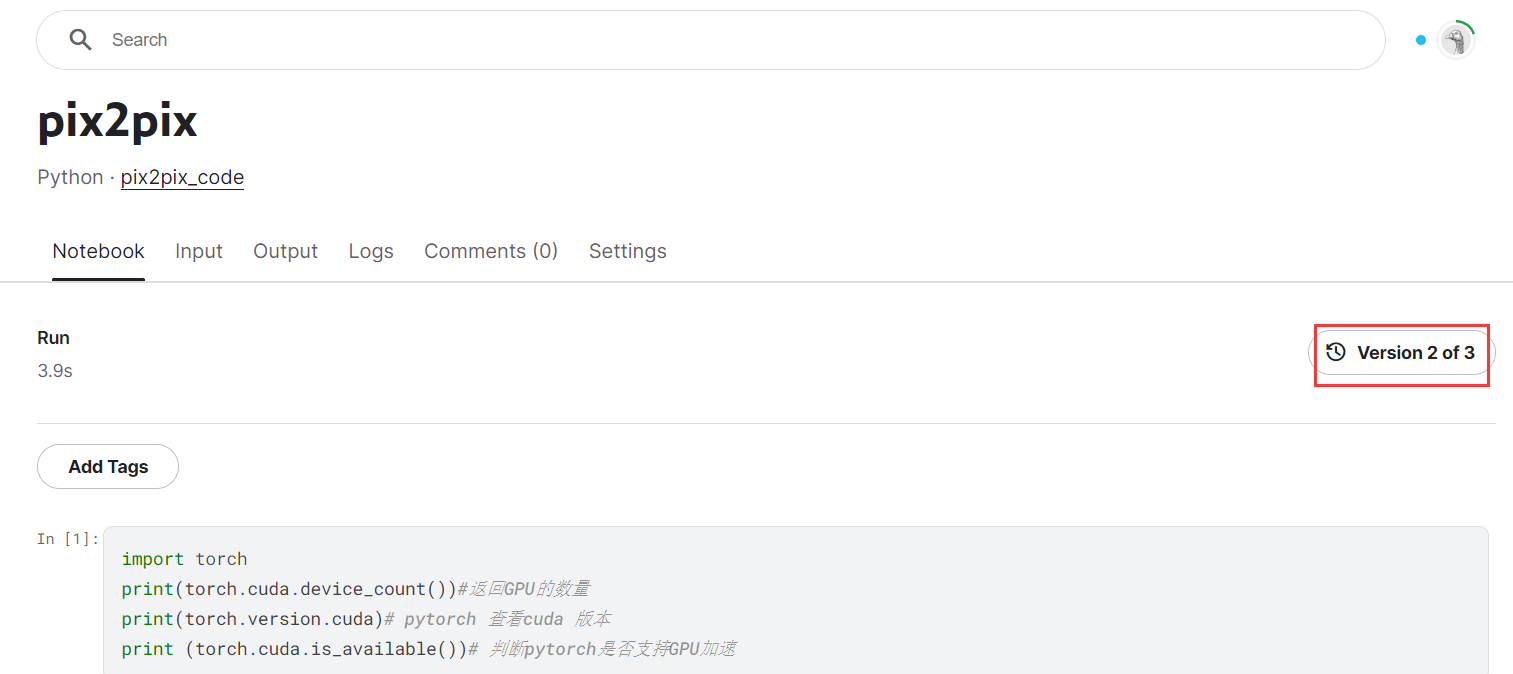 Search
pix2pix
Python · pix2pix_code
Notebook Input Output Logs Comments (0) Settings
Run
3.9s
Version 2 of 3
Add Tags
In [1]:
import torch
print(torch.cuda.device_count())#返回GPU的数量
print(torch.version.cuda)# pytorch 查看cuda 版本
print (torch.cuda.is_available())# 判断pytorch是否支持GPU加速